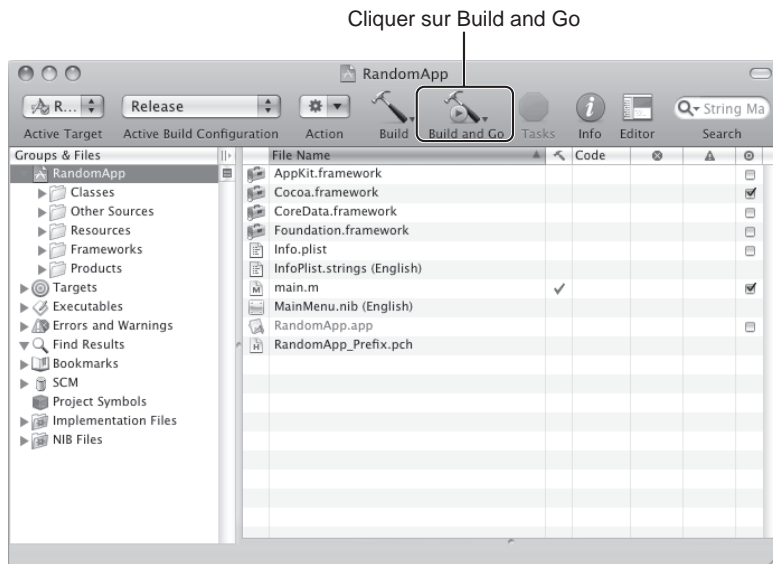 Cliquer sur Build and Go
RandomApp
R...
Release
String Ma
Active Target
Active Build Configuration
Action
Build
Build and Go
Tasks
Info
Editor
Search
Groups & Files
File Name
Code
RandomApp
Classes
Other Sources
Resources
Frameworks
Products
Targets
Executables
Errors and Warnings
Find Results
Bookmarks
SCM
Project Symbols
Implementation Files
NIB Files
AppKit.framework
Cocoa.framework
CoreData.framework
Foundation.framework
Info.plist
InfoPlist.strings (English)
main.m
MainMenu.nib (English)
RandomApp.app
RandomApp_Prefix.pch